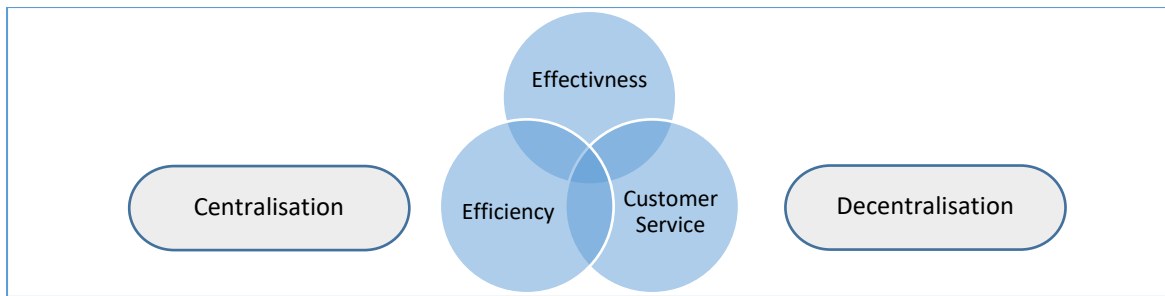 Effectivness
Centralisation
Efficiency
Customer
Service
Decentralisation